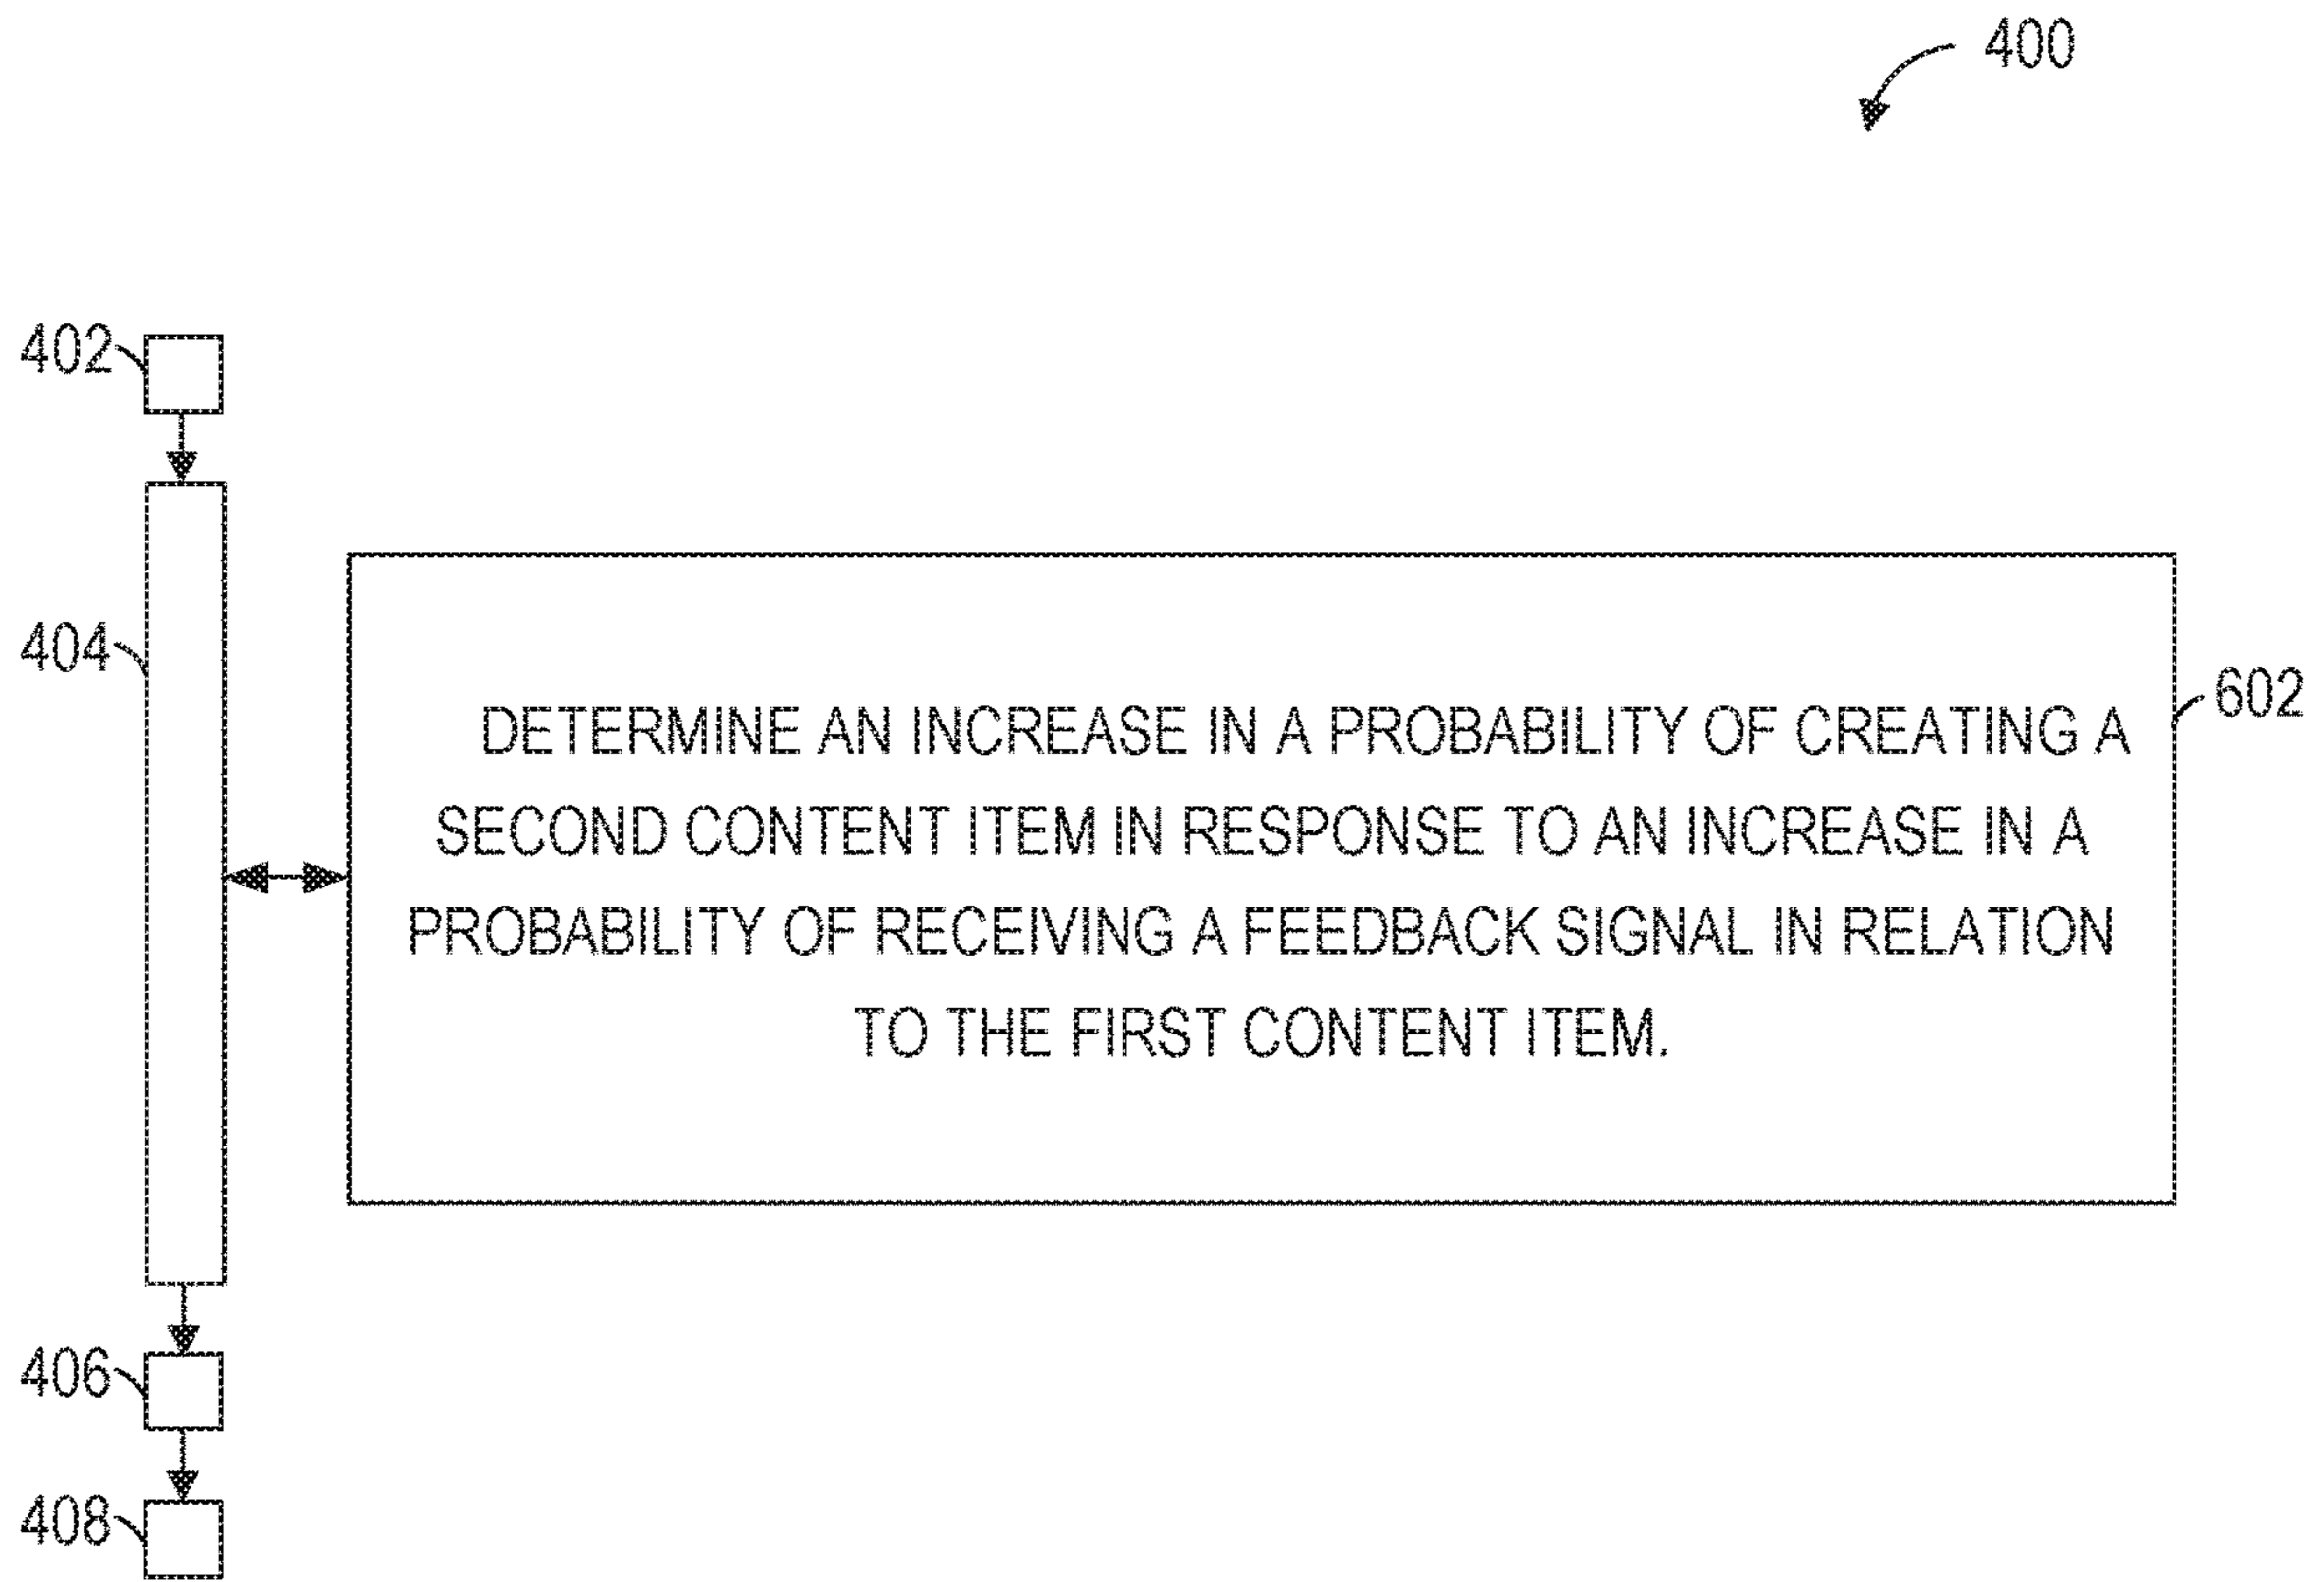 400
402
404
602
DETERMINE AN INCREASE IN A PROBABILITY OF CREATING A
SECOND CONTENT ITEM IN RESPONSE TO AN INCREASE IN A
PROBABILITY OF RECEIVING A FEEDBACK SIGNAL IN RELATION
TO THE FIRST CONTENT ITEM.
406
408